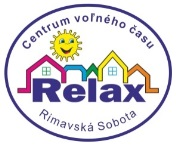 Centrum voľného času
Relax
Rimavská Sobota